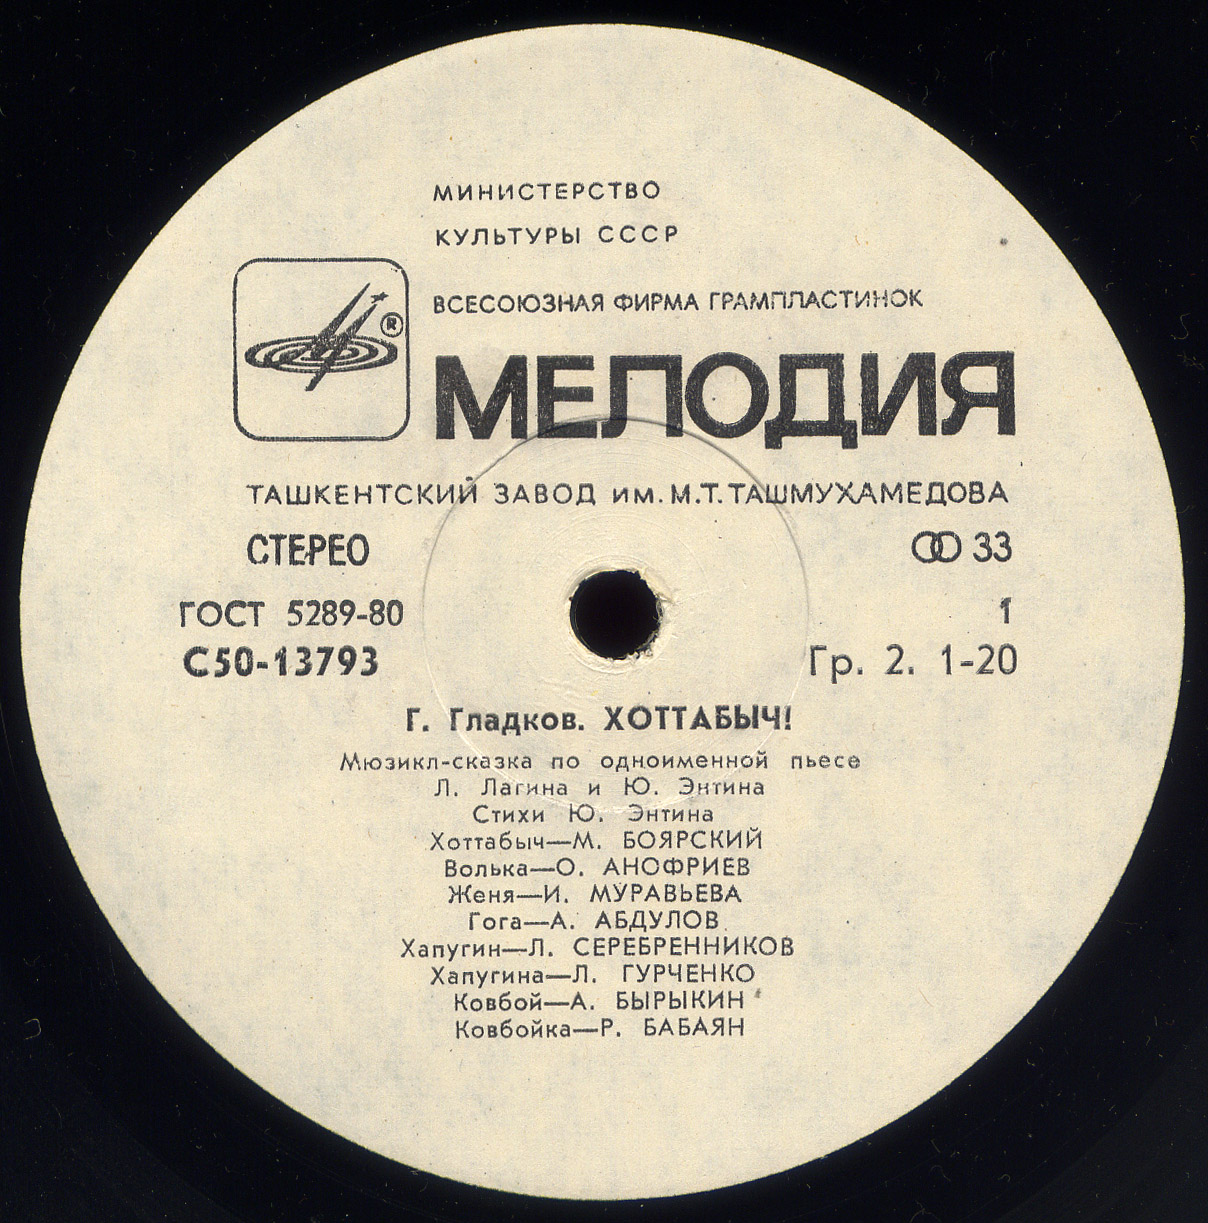 МИНИСТЕРСТВО
КУЛЬТУРЫ СССР
ВСЕСОЮЗНАЯ ФИРМА ГРАМПЛАСТИНОК
®
МЕЛОДИЯ
ТАШКЕНТСКИЙ ЗАВОД им. М.Т. ТАШМУХАМЕДОВА
СТЕРЕО 33
ГОСТ 5289-80 1
С50-13793 Гр. 2. 1-20
Г. Гладков. ХОТТАБЫЧ!
Мюзикл-сказка по одноименной пьесе
Л. Лагина и Ю. Энтина
Стихи Ю. Энтина
Хоттабыч—М. БОЯРСКИЙ
Волька—О. АНОФРИЕВ
Женя—И. МУРАВЬЕВА
Гога—А. АБДУЛОВ
Хапугин—Л. СЕРЕБРЕННИКОВ
Хапугина—Л. ГУРЧЕНКО
Ковбой—А. БЫРЫКИН
Ковбойка—Р. БАБАЯН